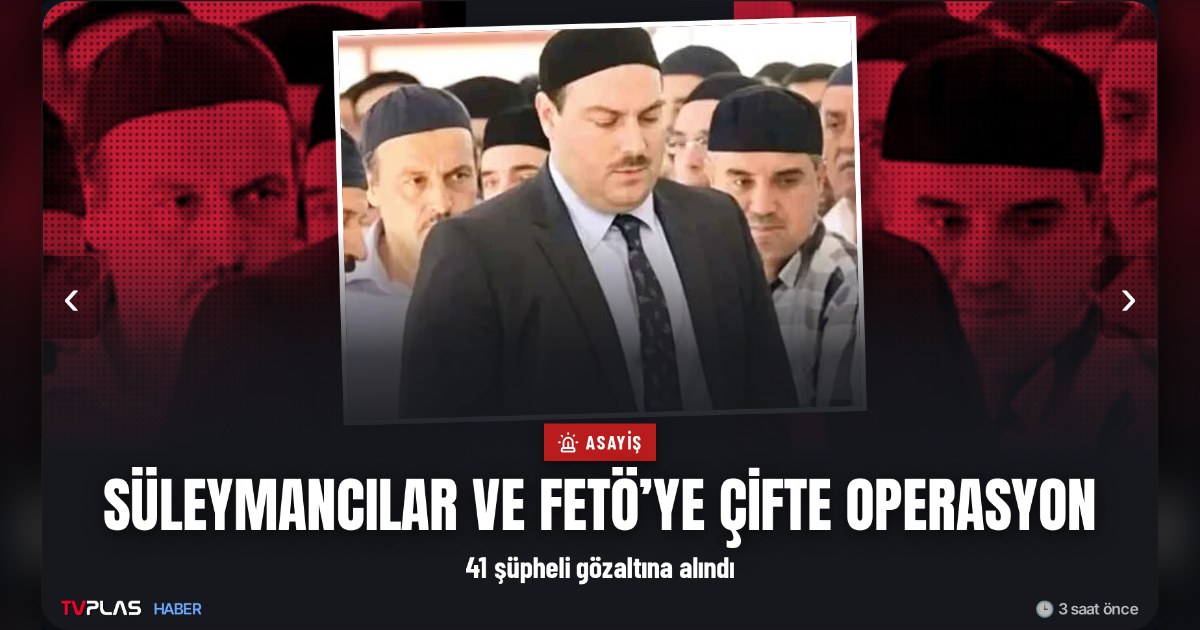 ASAYİŞ
SÜLEYMANCILAR VE FETÖ’YE ÇİFTE OPERASYON
41 şüpheli gözaltına alındı
TVPLAS HABER
3 saat önce